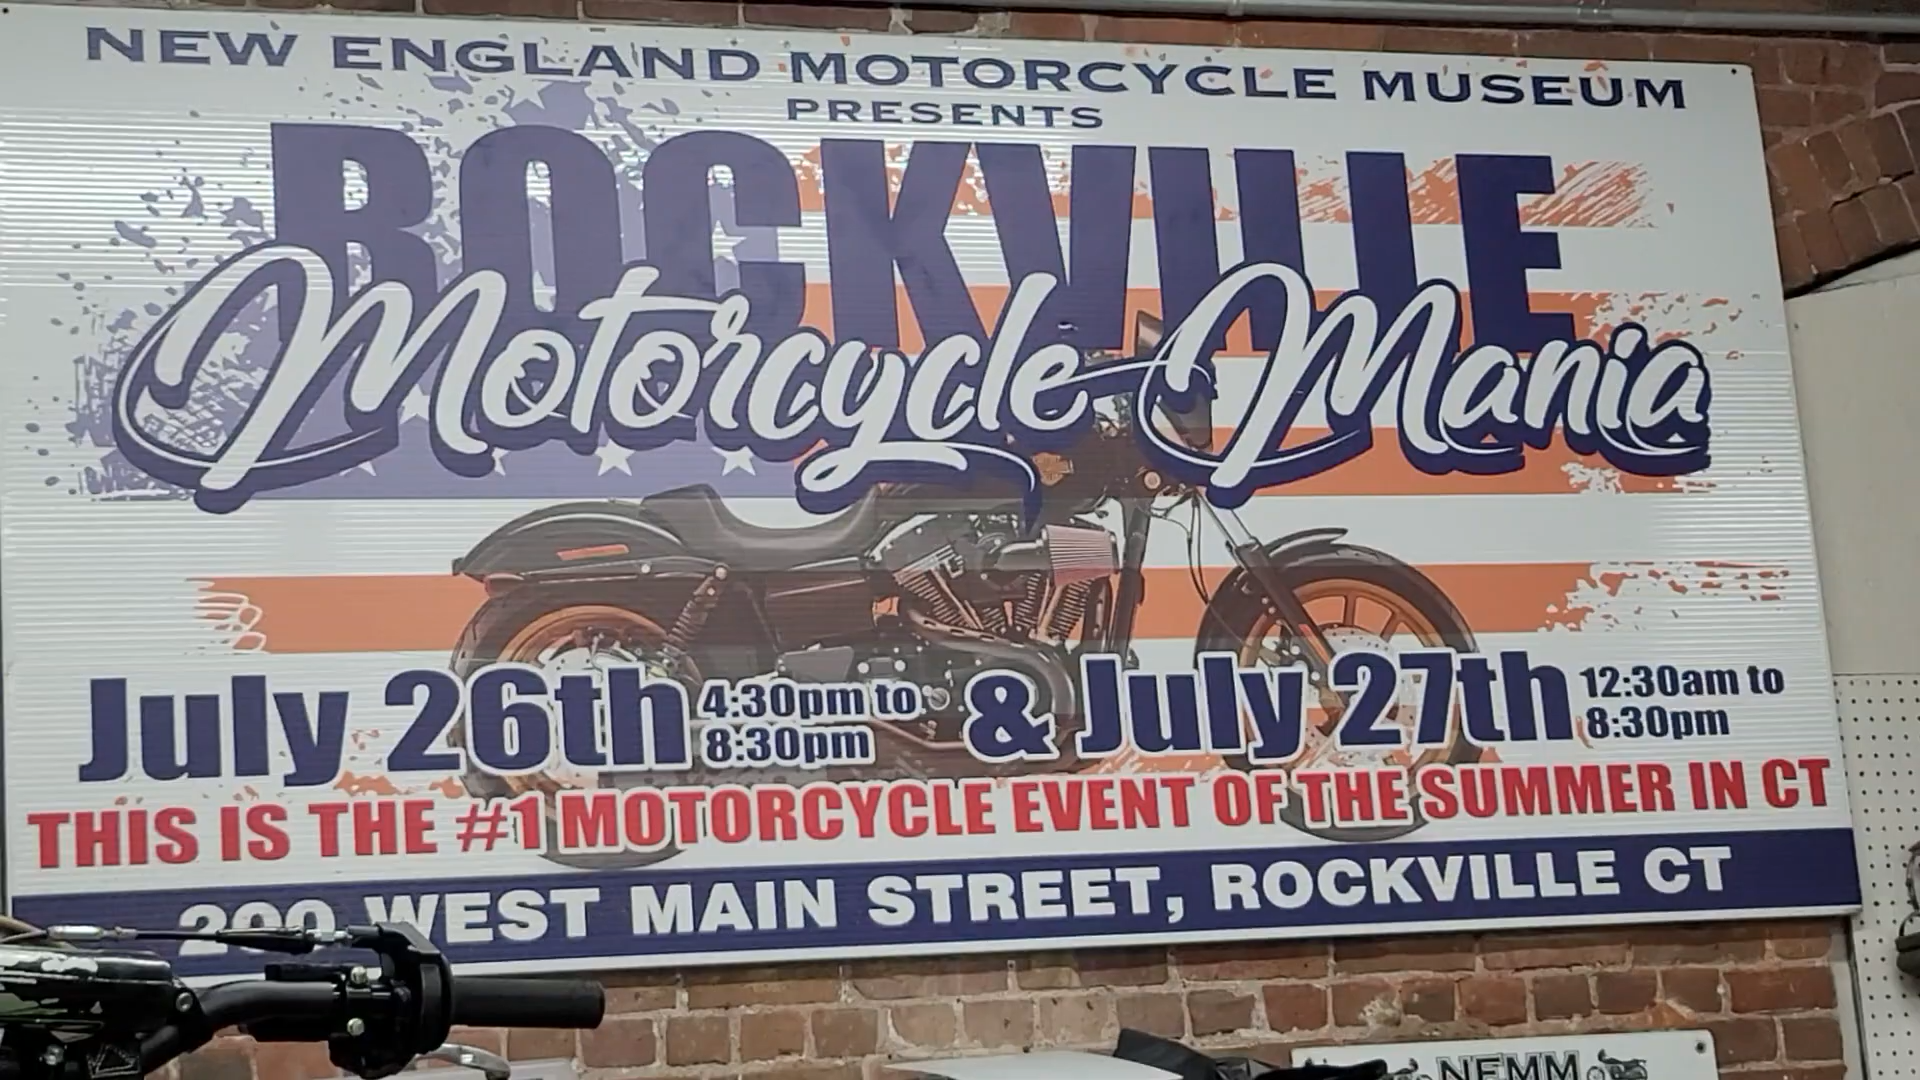 NEW ENGLAND MOTORCYCLE MUSEUM
PRESENTS
ROCKVILLE
Motorcycle Mania
July 26th 4:30pm to 8:30pm & July 27th 12:30am to 8:30pm
THIS IS THE #1 MOTORCYCLE EVENT OF THE SUMMER IN CT
200 WEST MAIN STREET, ROCKVILLE CT
NEMM